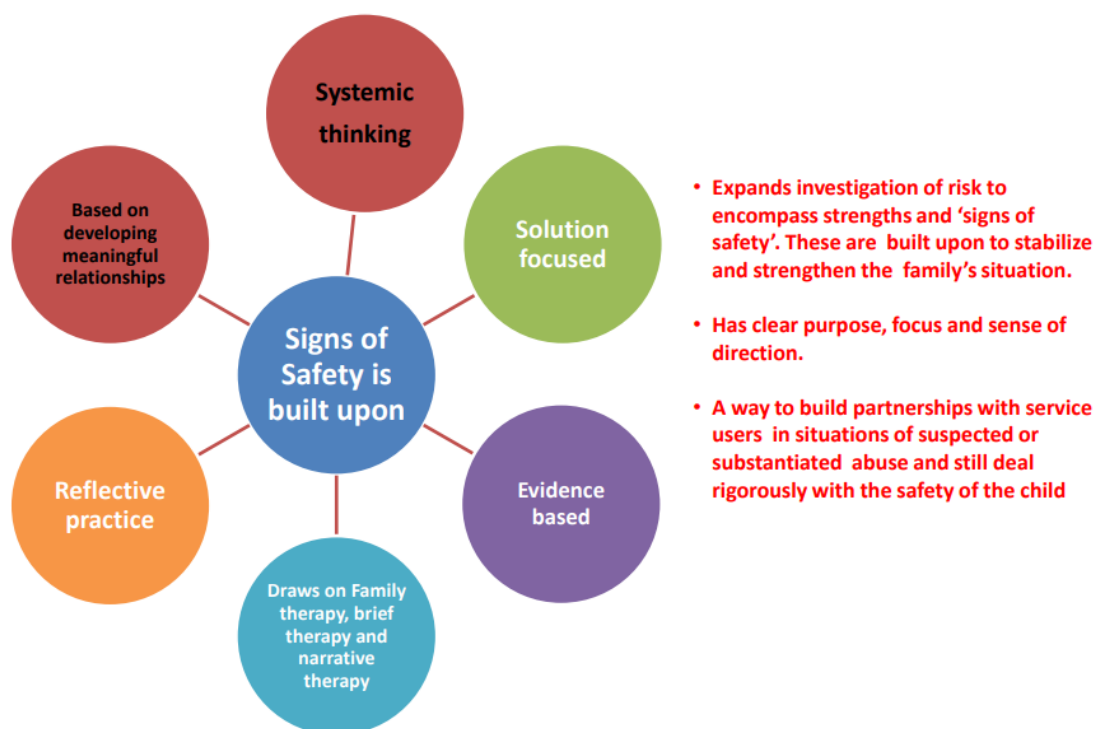 Systemic
thinking
Based on
developing
meaningful
relationships
Solution
focused
Signs of
Safety is
built upon
Reflective
practice
Evidence
based
Draws on Family
therapy, brief
therapy and
narrative
therapy
• Expands investigation of risk to
encompass strengths and ‘signs of
safety’. These are built upon to stabilize
and strengthen the family’s situation.
• Has clear purpose, focus and sense of
direction.
• A way to build partnerships with service
users in situations of suspected or
substantiated abuse and still deal
rigorously with the safety of the child